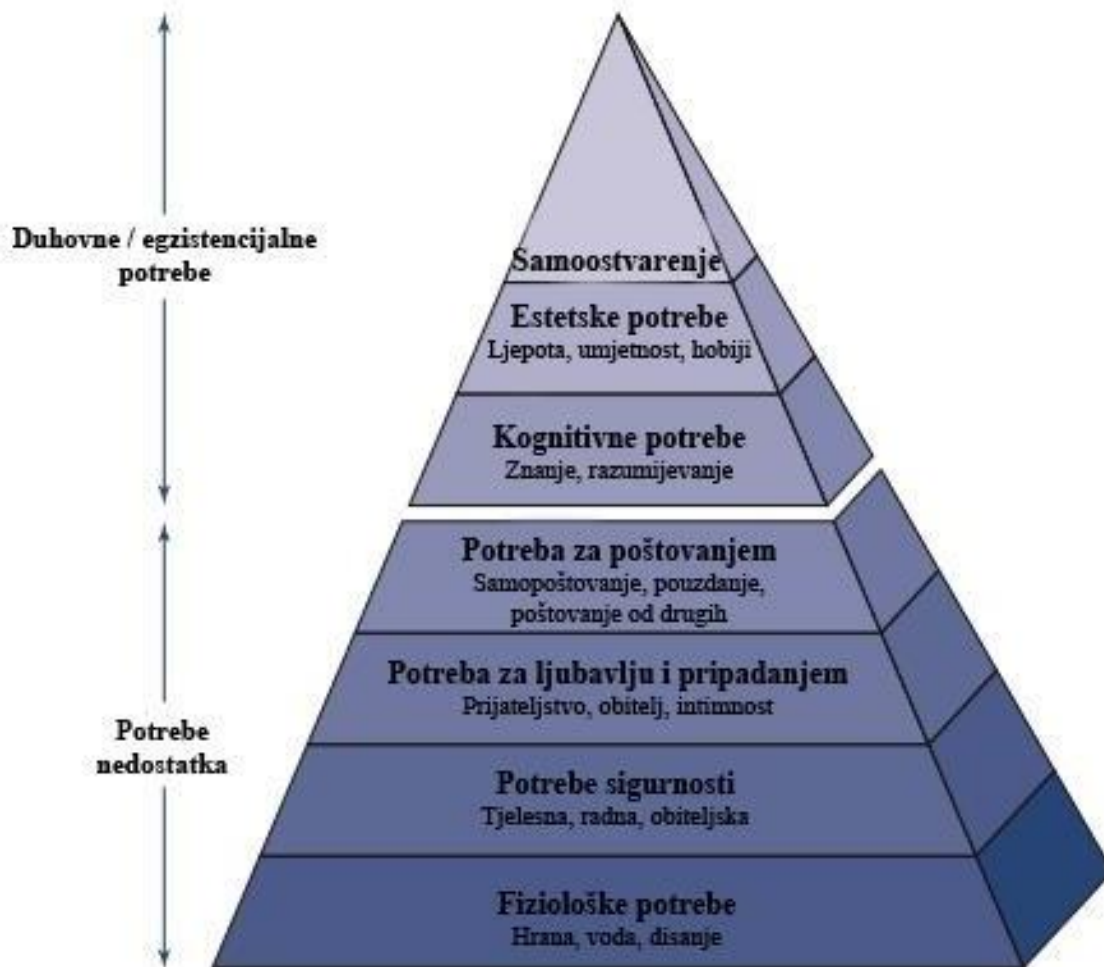 Duhovne / egzistencijalne
potrebe
Samoostvarenje
Estetske potrebe
Ljepota, umjetnost, hobiji
Kognitivne potrebe
Znanje, razumijevanje
Potreba za poštovanjem
Samopoštovanje, pouzdanje,
poštovanje od drugih
Potreba za ljubavlju i pripadanjem
Prijateljstvo, obitelj, intimnost
Potrebe
nedostatka
Potrebe sigurnosti
Tjelesna, radna, obiteljska
Fiziološke potrebe
Hrana, voda, disanje